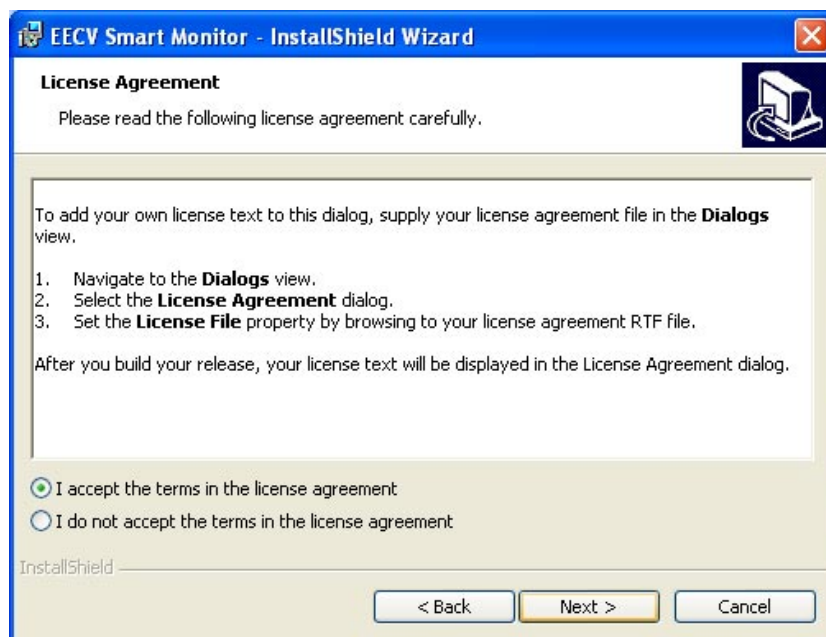 EECV Smart Monitor - InstallShield Wizard
License Agreement
Please read the following license agreement carefully.
To add your own license text to this dialog, supply your license agreement file in the Dialogs
view.
1. Navigate to the Dialogs view.
2. Select the License Agreement dialog.
3. Set the License File property by browsing to your license agreement RTF file.
After you build your release, your license text will be displayed in the License Agreement dialog.
I accept the terms in the license agreement
I do not accept the terms in the license agreement
InstallShield
< Back Next > Cancel